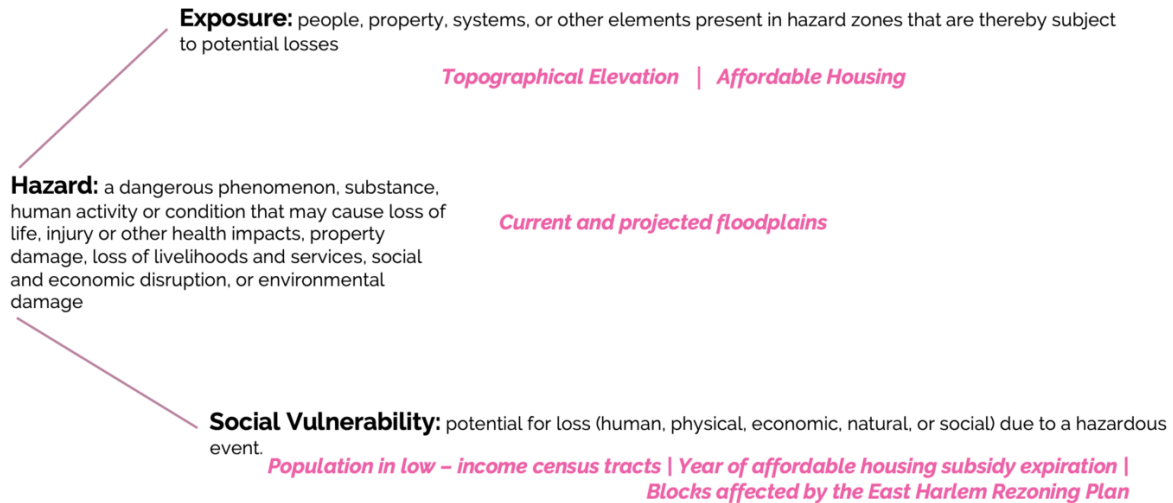 Exposure: people, property, systems, or other elements present in hazard zones that are thereby subject
to potential losses
Topographical Elevation | Affordable Housing
Hazard: a dangerous phenomenon, substance,
human activity or condition that may cause loss of
life, injury or other health impacts, property
damage, loss of livelihoods and services, social
and economic disruption, or environmental
damage
Current and projected floodplains
Social Vulnerability: potential for loss (human, physical, economic, natural, or social) due to a hazardous
event.
Population in low – income census tracts | Year of affordable housing subsidy expiration |
Blocks affected by the East Harlem Rezoning Plan